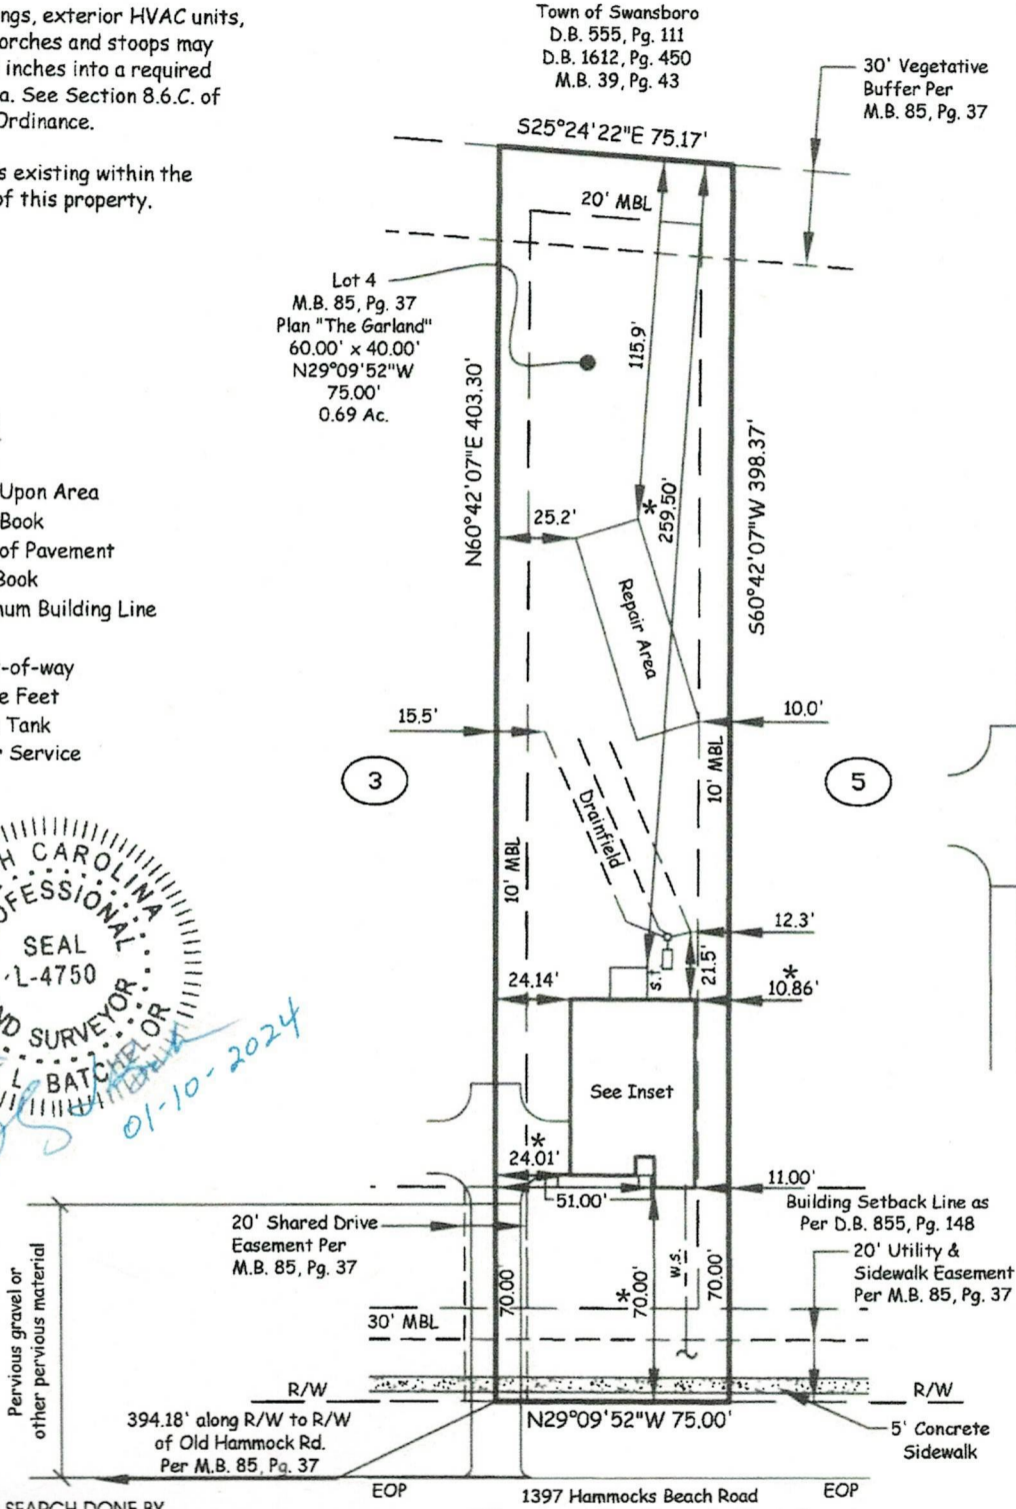 ngs, exterior HVAC units,
orches and stoops may
inches into a required
a. See Section 8.6.C. of
Ordinance.
s existing within the
of this property.
Town of Swansboro
D.B. 555, Pg. 111
D.B. 1612, Pg. 450
M.B. 39, Pg. 43
30' Vegetative
Buffer Per
M.B. 85, Pg. 37
S25°24'22"E 75.17'
20' MBL
Lot 4
M.B. 85, Pg. 37
Plan "The Garland"
60.00' x 40.00'
N29°09'52"W
75.00'
0.69 Ac.
115.9'
N60°42'07"E 403.30'
S60°42'07"W 398.37'
*
259.50'
25.2'
Repair Area
Upon Area
Book
of Pavement
Book
num Building Line
-of-way
e Feet
Tank
Service
15.5'
10.0'
3
5
10' MBL
10' MBL
Drainfield
12.3'
21.5'
s.t.
24.14'
*
10.86'
H CAROLINA
OFESSIONAL
SEAL
L-4750
ND SURVEYOR
L BATCHELOR
01-10-2024
See Inset
*
24.01'
51.00'
11.00'
Building Setback Line as
Per D.B. 855, Pg. 148
20' Shared Drive
Easement Per
M.B. 85, Pg. 37
20' Utility &
Sidewalk Easement
Per M.B. 85, Pg. 37
70.00'
*
70.00'
w.s.
70.00'
30' MBL
Pervious gravel or
other pervious material
R/W
R/W
394.18' along R/W to R/W
of Old Hammock Rd.
Per M.B. 85, Pg. 37
N29°09'52"W 75.00'
5' Concrete
Sidewalk
EOP
1397 Hammocks Beach Road
EOP
SEARCH DONE BY